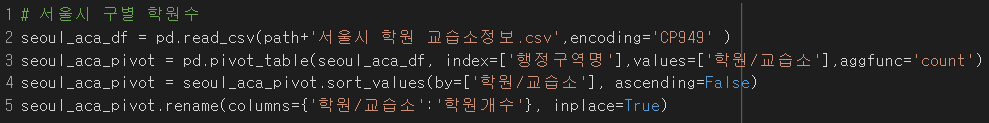 1 # 서울시 구별 학원수
2 seoul_aca_df = pd.read_csv(path+'서울시 학원 교습소정보.csv',encoding='CP949' )
3 seoul_aca_pivot = pd.pivot_table(seoul_aca_df, index=['행정구역명'],values=['학원/교습소'],aggfunc='count')
4 seoul_aca_pivot = seoul_aca_pivot.sort_values(by=['학원/교습소'], ascending=False)
5 seoul_aca_pivot.rename(columns={'학원/교습소':'학원개수'}, inplace=True)